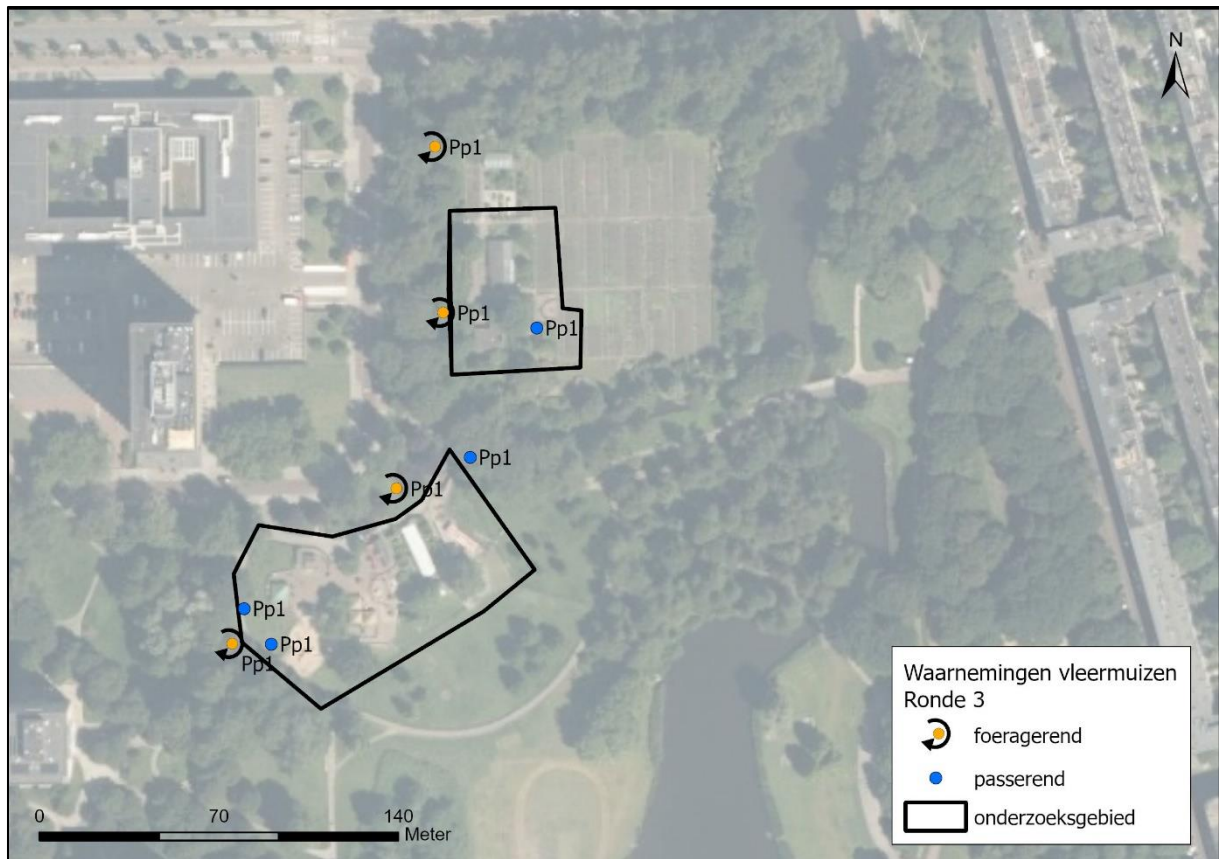 N
Pp1
Pp1
Pp1
Pp1
Pp1
Pp1
Pp1
Pp1
Waarnemingen vleermuizen
Ronde 3
foeragerend
passerend
onderzoeksgebied
0 70 140
Meter